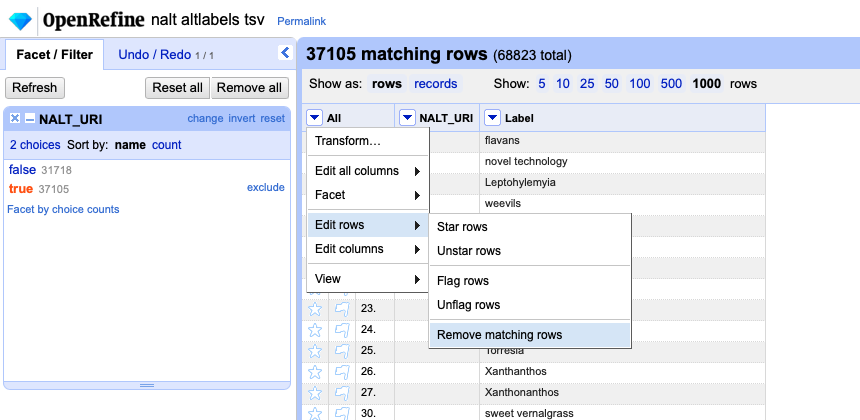 OpenRefine nalt altlabels tsv Permalink
Facet / Filter Undo / Redo 1 / 1
Refresh Reset all Remove all
NALT_URI change invert reset
2 choices Sort by: name count
false 31718
true 37105 exclude
Facet by choice counts
37105 matching rows (68823 total)
Show as: rows records Show: 5 10 25 50 100 500 1000 rows
All NALT_URI Label
Transform…
Edit all columns
Facet
Edit rows
Edit columns
View
Star rows
Unstar rows
Flag rows
Unflag rows
Remove matching rows
flavans
novel technology
Leptohylemyia
weevils
23.
24.
25. Torresia
26. Xanthanthos
27. Xanthonanthos
30. sweet vernalgrass